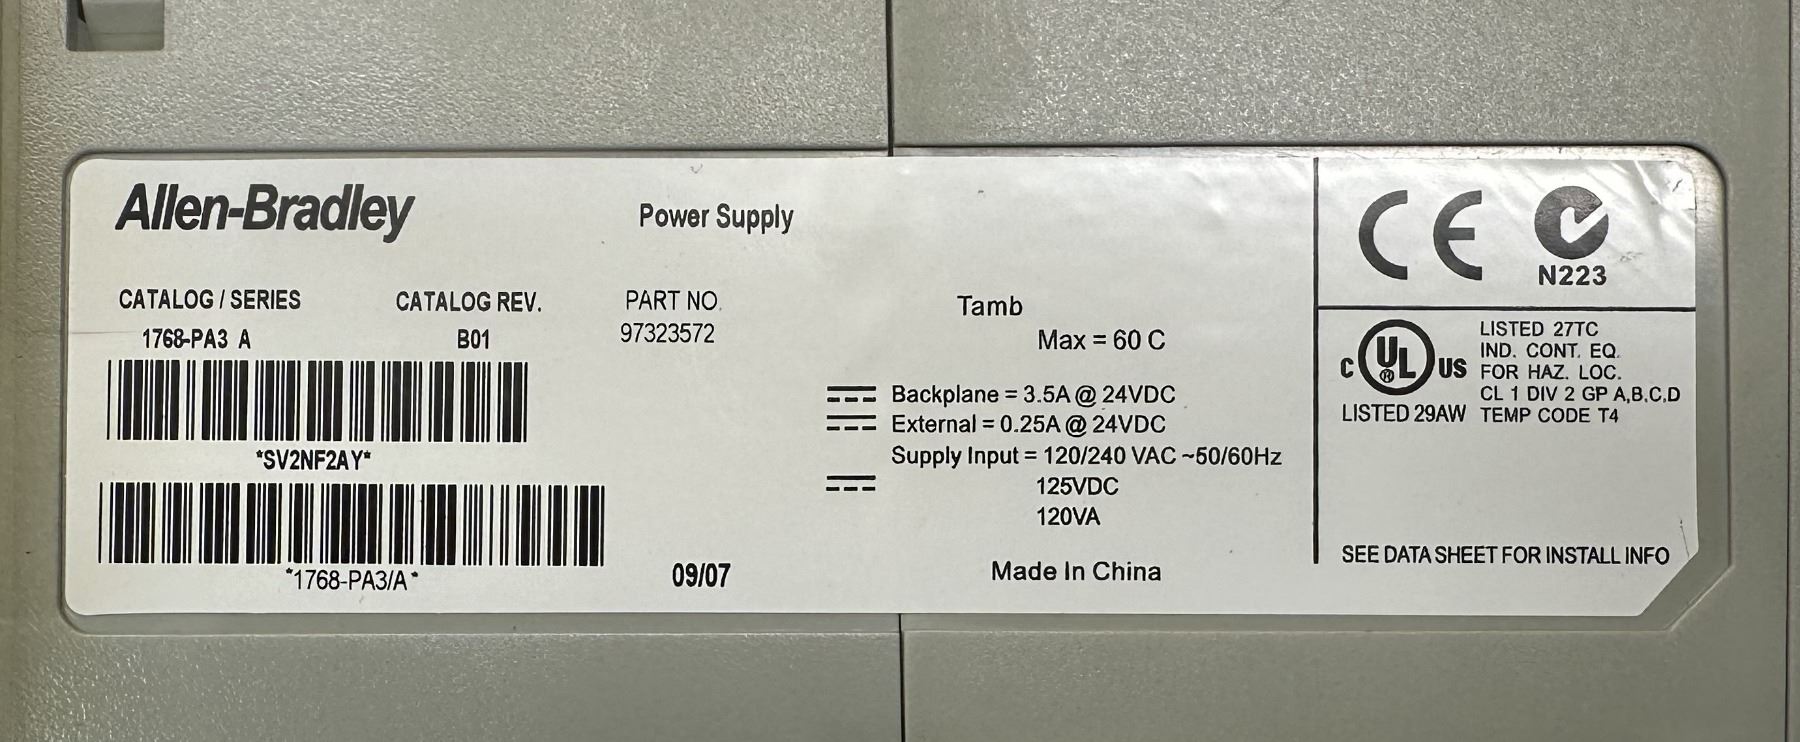 Allen-Bradley
Power Supply
CATALOG / SERIES
1768-PA3 A
CATALOG REV.
B01
PART NO.
97323572
*SV2NF2AY*
*1768-PA3/A*
09/07
Tamb
Max = 60 C
Backplane = 3.5A @ 24VDC
External = 0.25A @ 24VDC
Supply Input = 120/240 VAC ~50/60Hz
125VDC
120VA
Made In China
CE
N223
C UL US
®
LISTED 29AW
LISTED 27TC
IND. CONT. EQ.
FOR HAZ. LOC.
CL 1 DIV 2 GP A,B,C,D
TEMP CODE T4
SEE DATA SHEET FOR INSTALL INFO